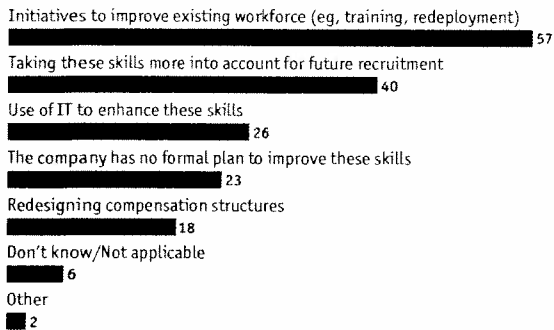 Initiatives to improve existing workforce (eg, training, redeployment)
57
Taking these skills more into account for future recruitment
40
Use of IT to enhance these skills
26
The company has no formal plan to improve these skills
23
Redesigning compensation structures
18
Don't know/Not applicable
6
Other
2